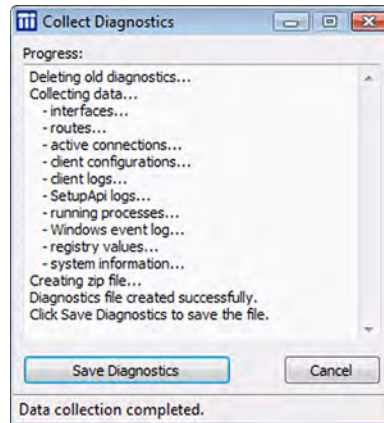 Collect Diagnostics
Progress:
Deleting old diagnostics...
Collecting data...
- interfaces...
- routes...
- active connections...
- client configurations...
- client logs...
- SetupApi logs...
- running processes...
- Windows event log...
- registry values...
- system information...
Creating zip file...
Diagnostics file created successfully.
Click Save Diagnostics to save the file.
Save Diagnostics
Cancel
Data collection completed.